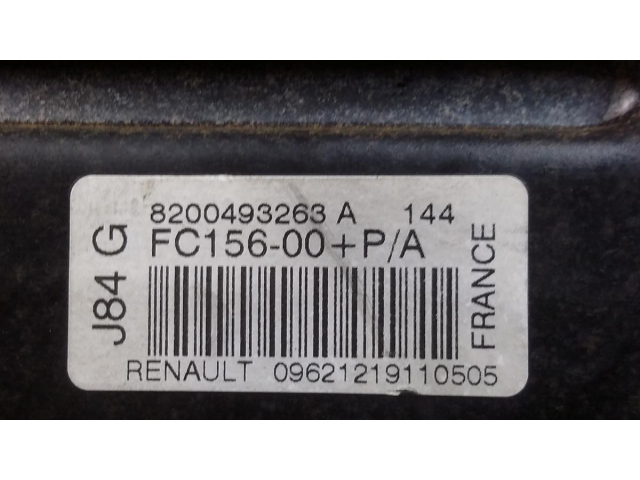 8200493263 A 144
FC156-00+P/A
J84 G
FRANCE
RENAULT 09621219110505